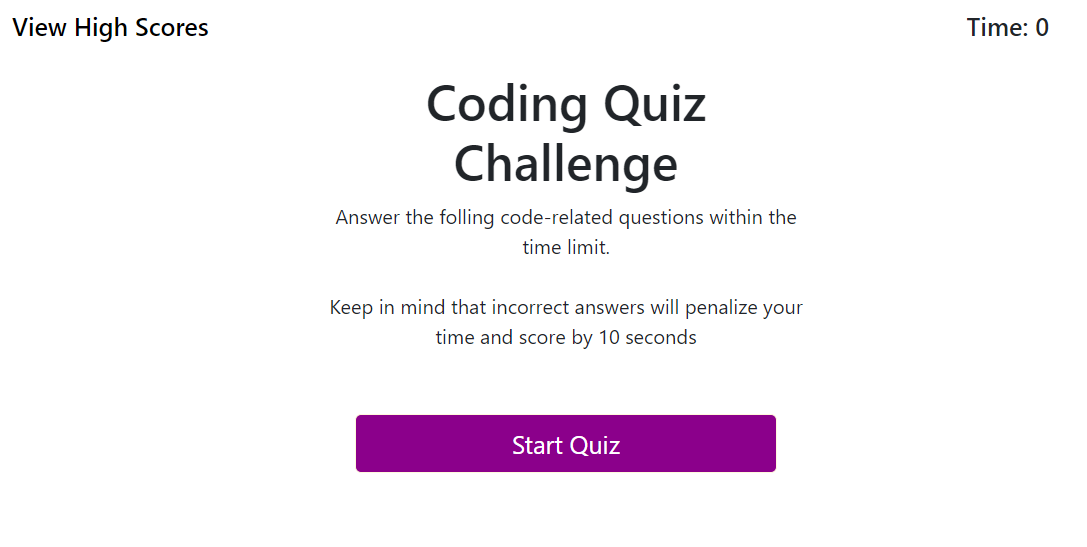 View High Scores
Time: 0
Coding Quiz
Challenge
Answer the folling code-related questions within the
time limit.
Keep in mind that incorrect answers will penalize your
time and score by 10 seconds
Start Quiz